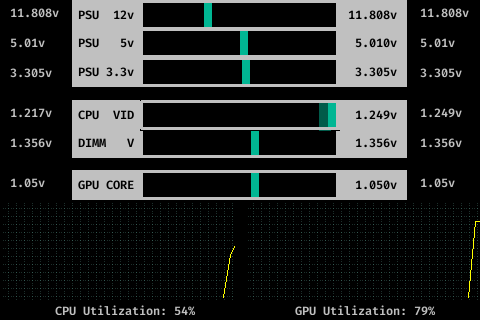 11.808v PSU 12v 11.808v 11.808v
5.01v PSU 5v 5.010v 5.01v
3.305v PSU 3.3v 3.305v 3.305v
1.217v CPU VID 1.249v 1.249v
1.356v DIMM V 1.356v 1.356v
1.05v GPU CORE 1.050v 1.05v
CPU Utilization: 54% GPU Utilization: 79%